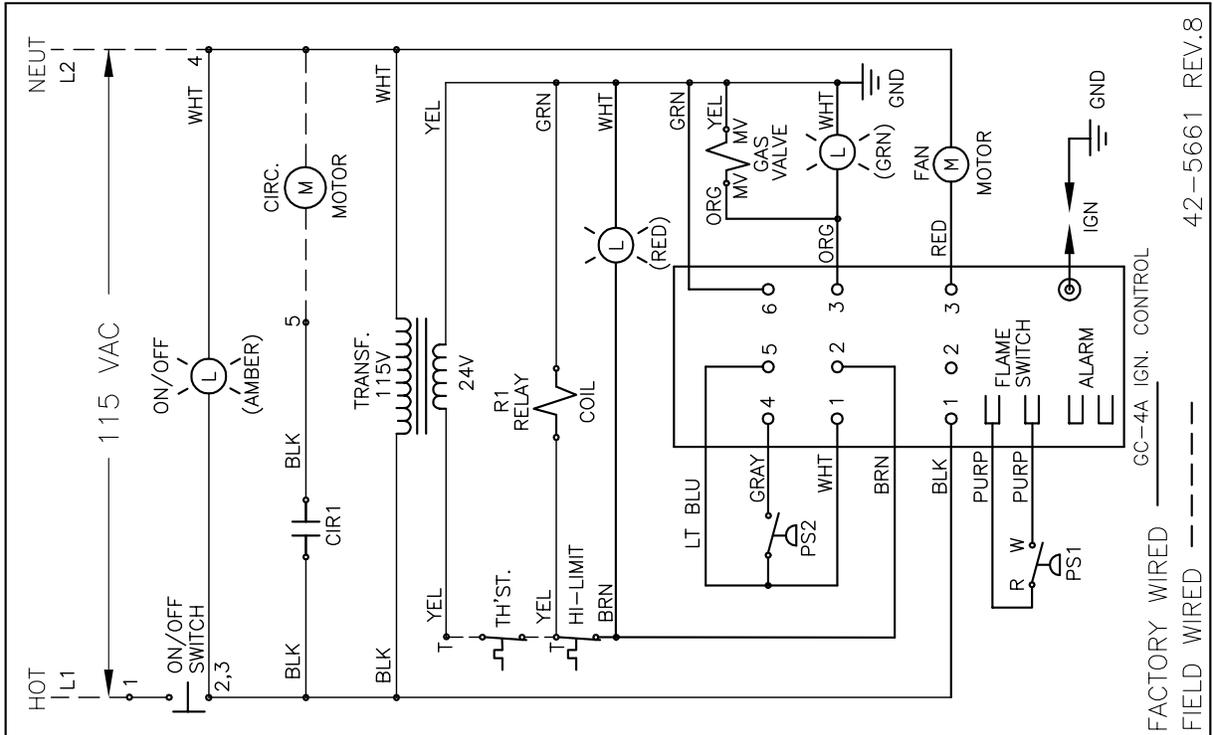 HOT
L1
NEUT
L2
115 VAC
1
ON/OFF
SWITCH
2,3
ON/OFF
L
(AMBER)
WHT
4
BLK
CIR1
BLK
5
CIRC.
M
MOTOR
BLK
TRANSF.
115V
24V
WHT
YEL
YEL
T
TH'ST.
YEL
R1
RELAY
COIL
GRN
T
HI-LIMIT
BRN
L
(RED)
WHT
LT BLU
GRAY
PS2
WHT
BRN
BLK
PURP
PURP
R
W
PS1
4
5
6
1
2
3
1
2
3
FLAME
SWITCH
ALARM
GRN
ORG
MV
MV
YEL
GAS
VALVE
ORG
L
(GRN)
WHT
GND
RED
FAN
M
MOTOR
IGN
GND
GC-4A IGN. CONTROL
FACTORY WIRED
FIELD WIRED
42-5661 REV.8